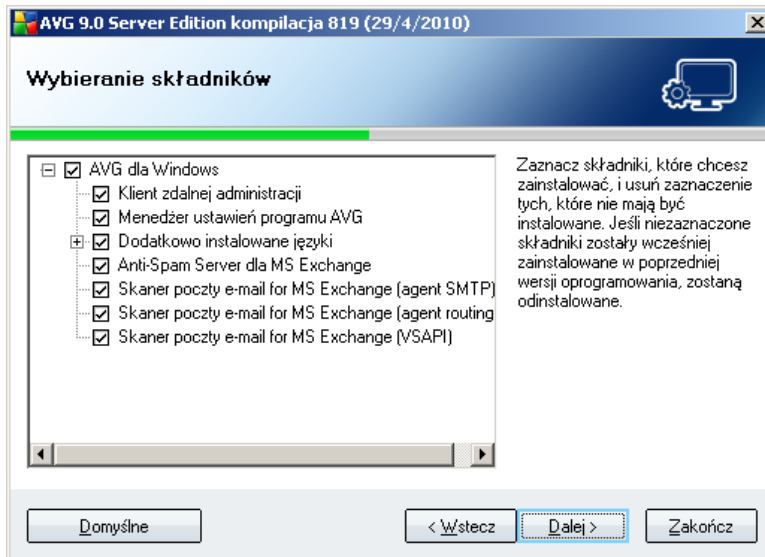 AVG 9.0 Server Edition kompilacja 819 (29/4/2010)
Wybieranie składników
AVG dla Windows
Klient zdalnej administracji
Menedżer ustawień programu AVG
Dodatkowo instalowane języki
Anti-Spam Server dla MS Exchange
Skaner poczty e-mail for MS Exchange (agent SMTP)
Skaner poczty e-mail for MS Exchange (agent routing
Skaner poczty e-mail for MS Exchange (VSAPI)
Zaznacz składniki, które chcesz
zainstalować, i usuń zaznaczenie
tych, które nie mają być
instalowane. Jeśli niezaznaczone
składniki zostały wcześniej
zainstalowane w poprzedniej
wersji oprogramowania, zostaną
odinstalowane.
Domyślne
< Wstecz
Dalej >
Zakończ